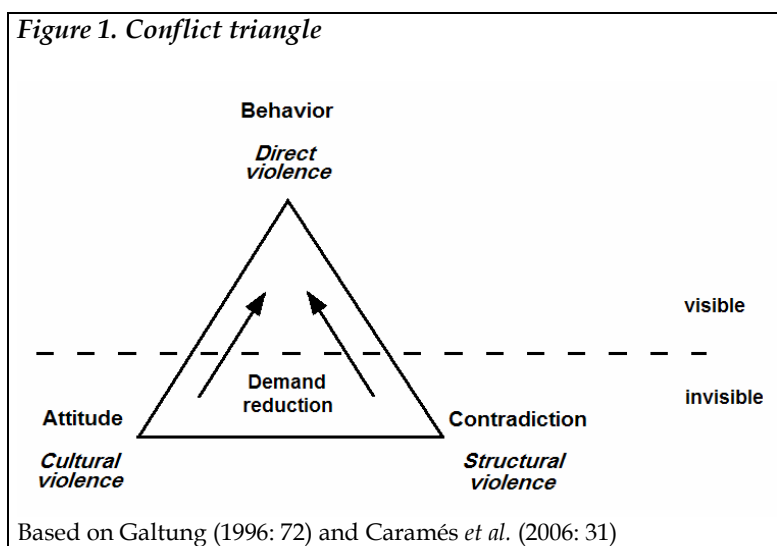 Figure 1. Conflict triangle
Behavior
Direct
violence
visible
Demand
reduction
invisible
Attitude
Contradiction
Cultural
violence
Structural
violence
Based on Galtung (1996: 72) and Caramés et al. (2006: 31)